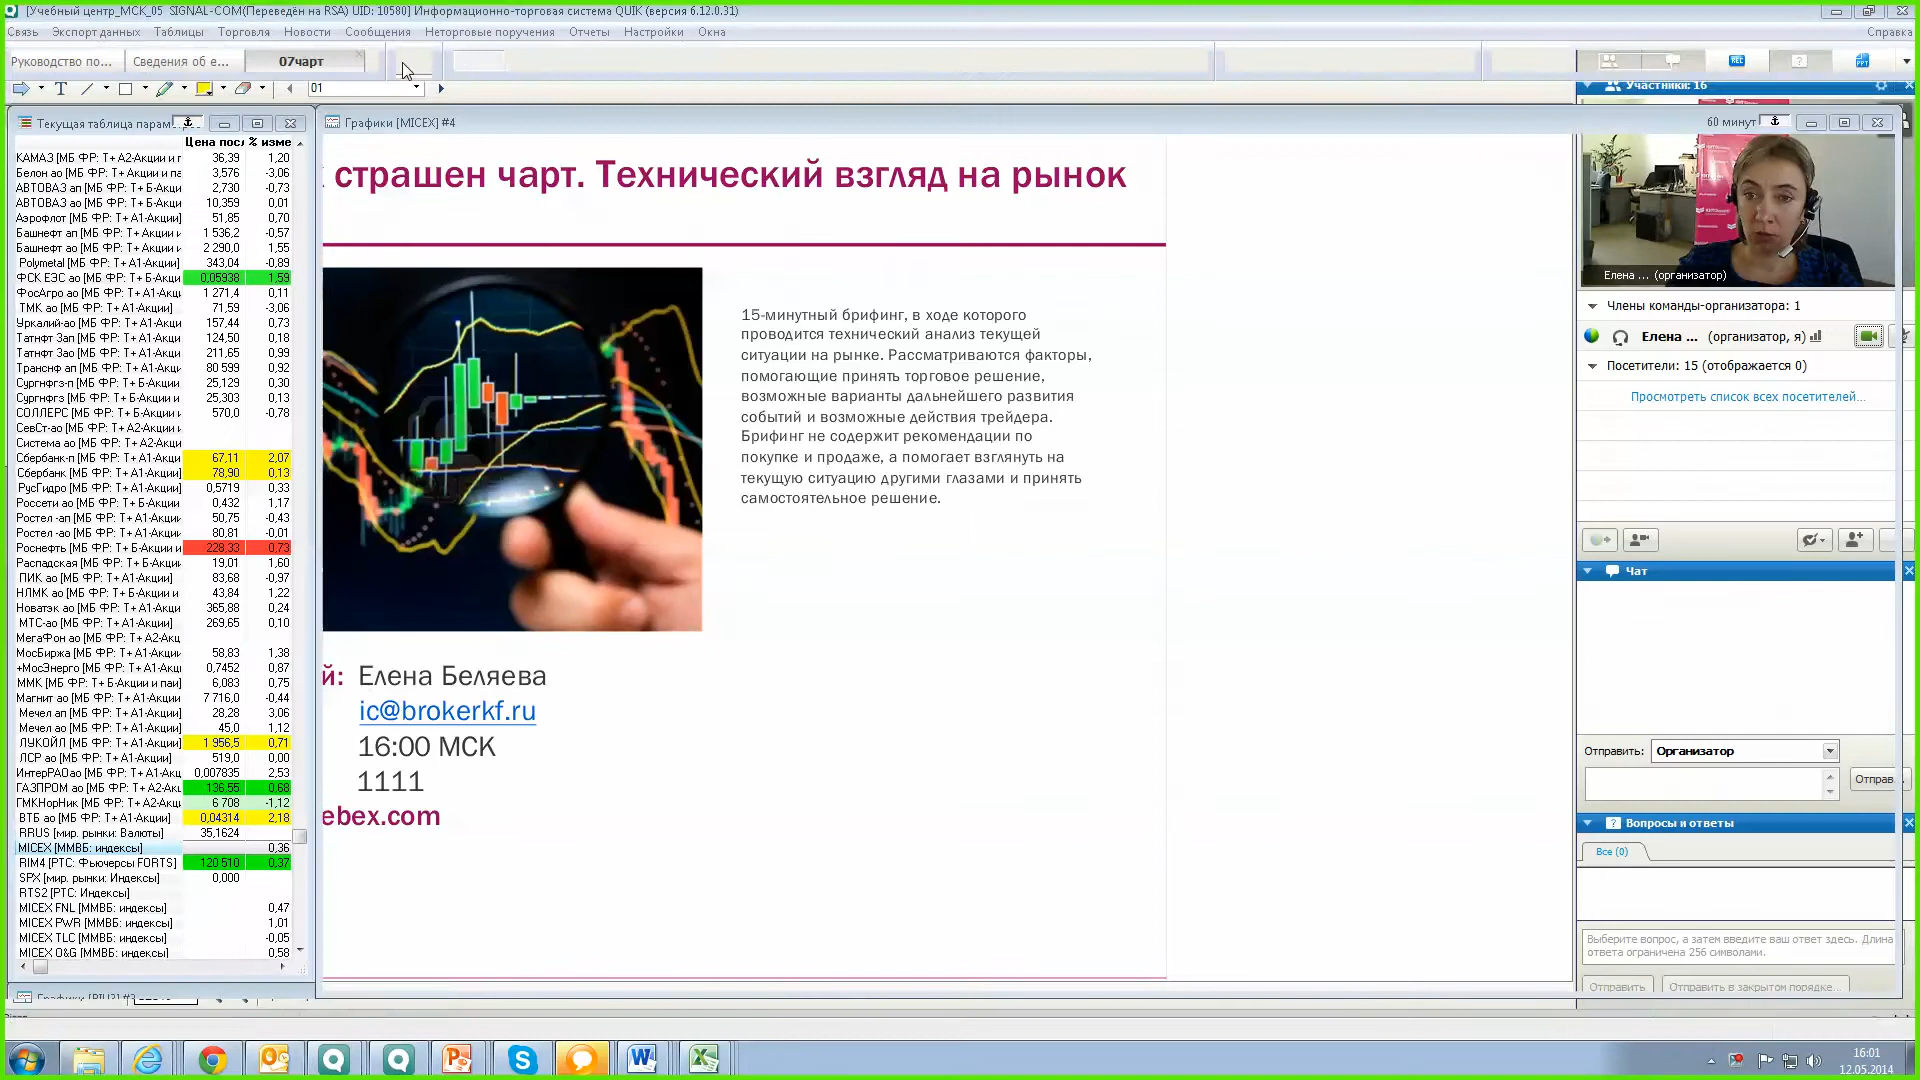 [Учебный центр_МСК_05 SIGNAL-COM(Переведён на RSA) UID: 10580] Информационно-торговая система QUIK (версия 6.12.0.31)
Связь Экспорт данных Таблицы Торговля Новости Сообщения Неторговые поручения Отчеты Настройки Окна Справка
Руководство по... Сведения об е... 07чарт
REC PPT
01
Участники: 16
Текущая таблица парам
Графики [MICEX] #4
60 минут
Цена посл % изме
КАМАЗ [МБ ФР: Т+ А2-Акции и г 36,39 1,20
Белон ао [МБ ФР: Т+ Акции и па 3,576 -3,06
АВТОВАЗ ап [МБ ФР: Т+ Б-Акци 2,730 -0,73
АВТОВАЗ ао [МБ ФР: Т+ Б-Акци 10,359 0,01
Аэрофлот [МБ ФР: Т+ А1-Акции] 51,85 0,70
Башнефт ап [МБ ФР: Т+ А1-Акци 1 536,2 -0,57
Башнефт ао [МБ ФР: Т+ А1-Акци 2 290,0 1,55
Polymetal [МБ ФР: Т+ А1-Акции] 343,04 -0,89
ФСК ЕЭС ао [МБ ФР: Т+ Б-Акци 0,05938 1,59
ФосАгро ао [МБ ФР: Т+ А1-Акци 1 271,4 0,11
ТМК ао [МБ ФР: Т+ А1-Акции] 71,59 -3,06
Уркалий-ао [МБ ФР: Т+ А1-Акци 157,44 0,73
Татнфт 3ап [МБ ФР: Т+ А1-Акци 124,50 0,18
Татнфт 3ао [МБ ФР: Т+ А1-Акци 211,65 0,99
Транснф ап [МБ ФР: Т+ А1-Акци 80 599 0,92
Сургнфгз-п [МБ ФР: Т+ Б-Акции 25,129 0,30
Сургнфгз [МБ ФР: Т+ Б-Акции и 25,303 0,13
СОЛЛЕРС [МБ ФР: Т+ Б-Акции и 570,0 -0,78
СевСт-ао [МБ ФР: Т+ А1-Акции]
Система ао [МБ ФР: Т+ А2-Акци
Сбербанк-п [МБ ФР: Т+ А1-Акци 67,11 2,07
Сбербанк [МБ ФР: Т+ А1-Акции 78,90 0,13
РусГидро [МБ ФР: Т+ А1-Акции 0,5719 0,33
Россети ао [МБ ФР: Т+ А1-Акци 0,432 1,17
Ростел -ап [МБ ФР: Т+ А1-Акци 50,75 -0,43
Ростел -ао [МБ ФР: Т+ А1-Акци 80,81 -0,01
Роснефть [МБ ФР: Т+ Б-Акции и 228,33 0,73
Распадская [МБ ФР: Т+ Б-Акции 19,01 1,60
ПИК ао [МБ ФР: Т+ А1-Акции] 83,68 -0,97
НЛМК ао [МБ ФР: Т+ Б-Акции и 43,84 1,22
Новатэк ао [МБ ФР: Т+ А1-Акци 365,88 0,24
МТС-ао [МБ ФР: Т+ А1-Акции] 269,65 0,10
МегаФон ао [МБ ФР: Т+ А2-Акц
МосБиржа [МБ ФР: Т+ А1-Акции 58,83 1,38
+МосЭнерго [МБ ФР: Т+ А1-Акц 0,7452 0,87
ММК [МБ ФР: Т+ Б-Акции и паи] 6,083 0,75
Магнит ао [МБ ФР: Т+ А1-Акции 7 716,0 -0,44
Мечел ап [МБ ФР: Т+ А1-Акции] 28,28 3,06
Мечел ао [МБ ФР: Т+ А1-Акции] 45,0 1,12
ЛУКОЙЛ [МБ ФР: Т+ А1-Акции] 1 956,5 0,71
ЛСР ао [МБ ФР: Т+ А1-Акции] 519,0 0,00
ИнтерРАОао [МБ ФР: Т+ А1-Акц 0,007835 2,53
ГАЗПРОМ ао [МБ ФР: Т+ А2-Акц 136,55 0,68
ГМКНорНик [МБ ФР: Т+ А2-Акци 6 708 -1,12
ВТБ ао [МБ ФР: Т+ А1-Акции] 0,04314 2,18
RRUS [мир. рынки: Валюты] 35,1624
MICEX [ММВБ: индексы] 0,36
RIM4 [РТС: Фьючерсы FORTS] 120 510 0,37
SPX [мир. рынки: Индексы] 0,000
RTS2 [РТС: Индексы]
MICEX FNL [ММВБ: индексы] 0,47
MICEX PWR [ММВБ: индексы] 1,01
MICEX TLC [ММВБ: индексы] -0,05
MICEX O&G [ММВБ: индексы] 0,58
страшен чарт. Технический взгляд на рынок
15-минутный брифинг, в ходе которого
проводится технический анализ текущей
ситуации на рынке. Рассматриваются факторы,
помогающие принять торговое решение,
возможные варианты дальнейшего развития
событий и возможные действия трейдера.
Брифинг не содержит рекомендации по
покупке и продаже, а помогает взглянуть на
текущую ситуацию другими глазами и принять
самостоятельное решение.
й: Елена Беляева
ic@brokerkf.ru
16:00 МСК
1111
ebex.com
Елена ... (организатор)
Члены команды-организатора: 1
Елена ... (организатор, я)
Посетители: 15 (отображается 0)
Просмотреть список всех посетителей...
Чат
Отправить: Организатор
Отправ
Вопросы и ответы
Все (0)
Выберите вопрос, а затем введите ваш ответ здесь. Длина
ответа ограничена 256 символами.
Отправить Отправить в закрытом порядке...
16:01
12.05.2014